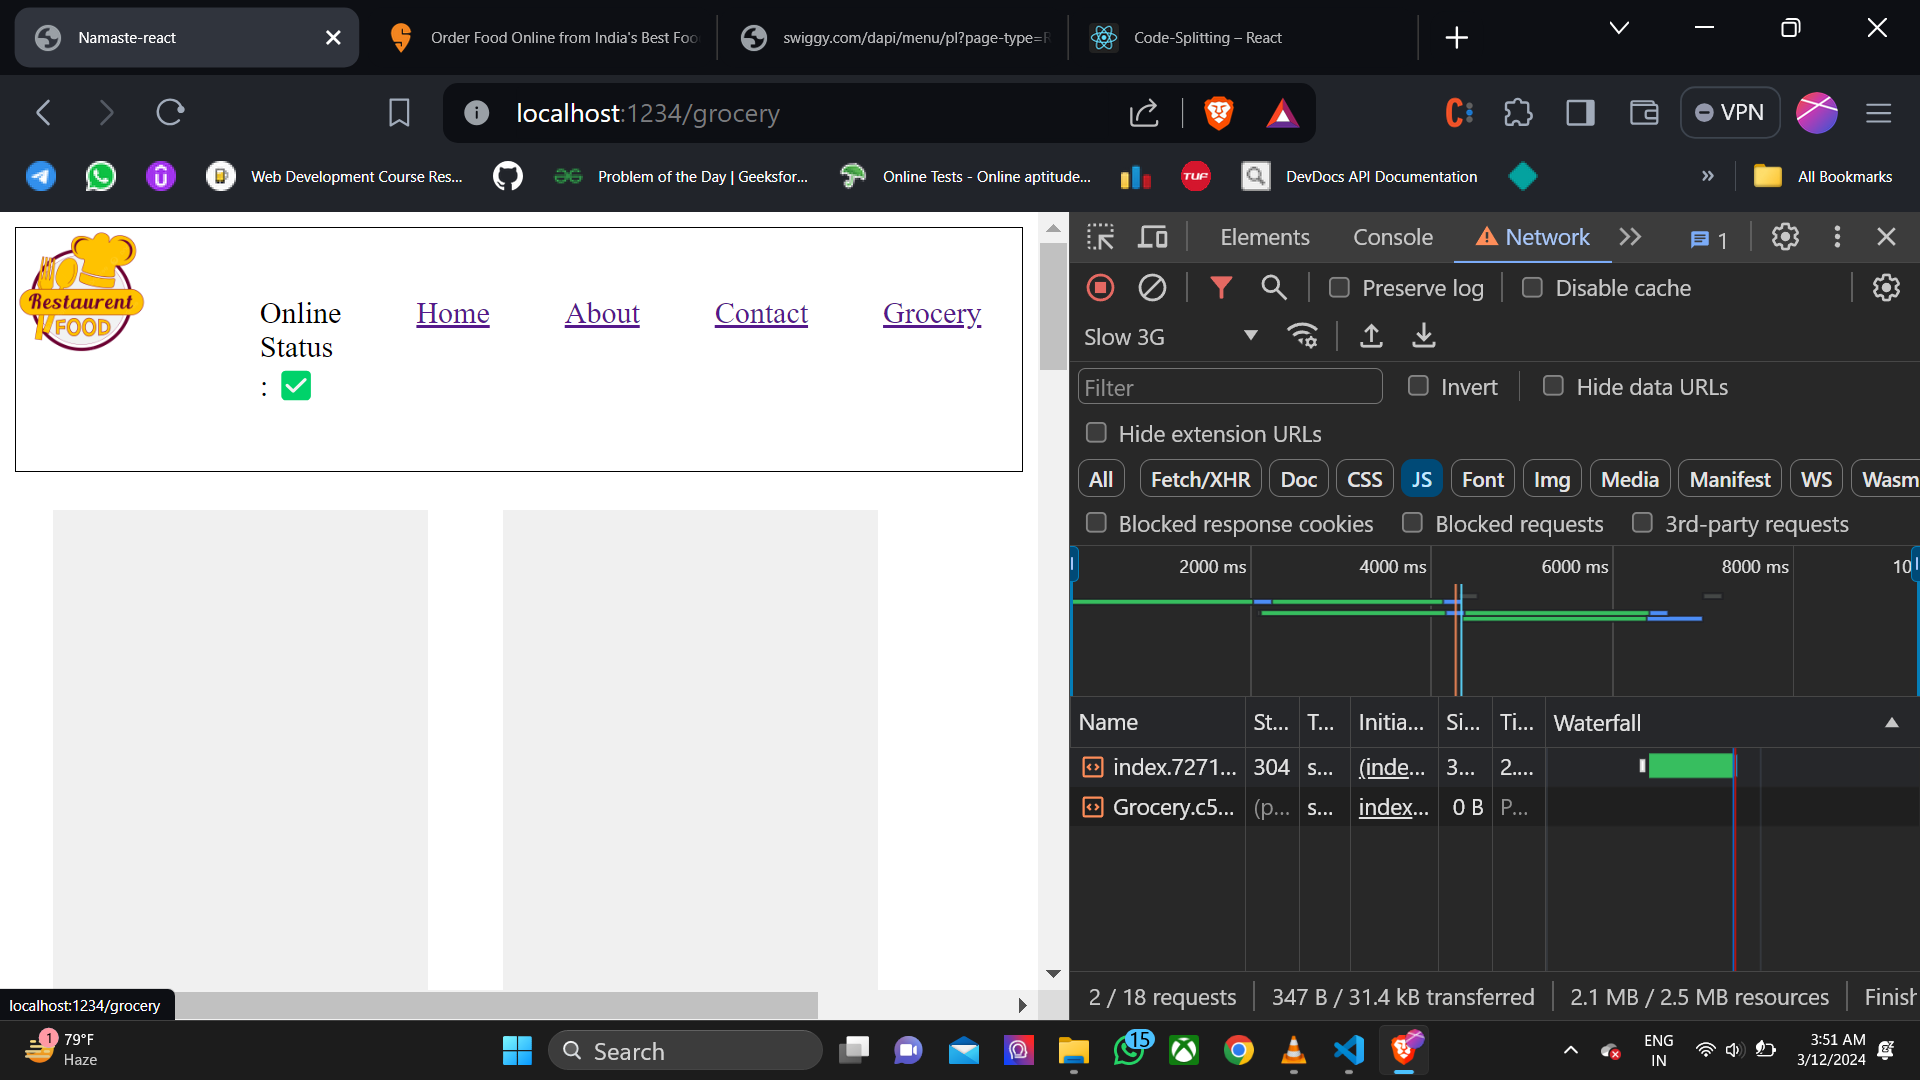 Namaste-react
Order Food Online from India's Best Foo
swiggy.com/dapi/menu/pl?page-type=R
Code-Splitting – React
localhost:1234/grocery
VPN
Web Development Course Res...
Problem of the Day | Geeksfor...
Online Tests - Online aptitude...
TUF
DevDocs API Documentation
»
All Bookmarks
Restaurent
FOOD
Online
Status
: ✅
Home
About
Contact
Grocery
localhost:1234/grocery
Elements
Console
Network
1
Preserve log
Disable cache
Slow 3G
Filter
Invert
Hide data URLs
Hide extension URLs
All
Fetch/XHR
Doc
CSS
JS
Font
Img
Media
Manifest
WS
Wasm
Blocked response cookies
Blocked requests
3rd-party requests
2000 ms
4000 ms
6000 ms
8000 ms
10
Name
St...
T...
Initia...
Si...
Ti...
Waterfall
index.7271...
304
s...
(inde...
3...
2....
Grocery.c5...
(p...
s...
index...
0 B
P...
2 / 18 requests
347 B / 31.4 kB transferred
2.1 MB / 2.5 MB resources
Finish
1
79°F
Haze
Search
15
ENG
IN
3:51 AM
3/12/2024